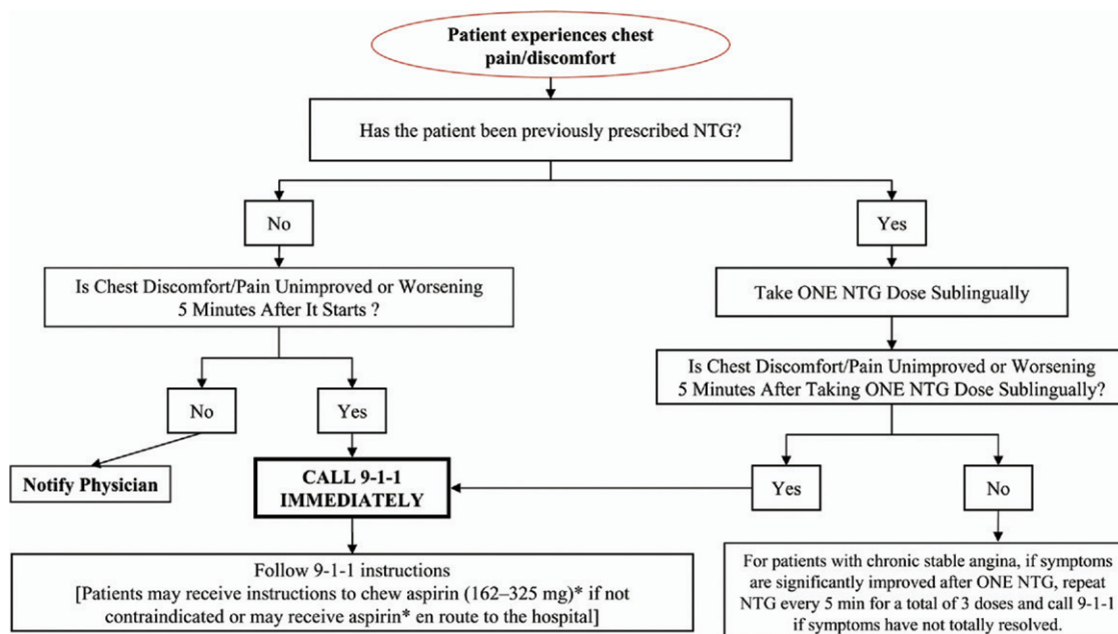 Patient experiences chest
pain/discomfort
Has the patient been previously prescribed NTG?
No
Yes
Is Chest Discomfort/Pain Unimproved or Worsening
5 Minutes After It Starts ?
Take ONE NTG Dose Sublingually
No
Yes
Is Chest Discomfort/Pain Unimproved or Worsening
5 Minutes After Taking ONE NTG Dose Sublingually?
Notify Physician
CALL 9-1-1
IMMEDIATELY
Yes
No
Follow 9-1-1 instructions
[Patients may receive instructions to chew aspirin (162–325 mg)* if not
contraindicated or may receive aspirin* en route to the hospital]
For patients with chronic stable angina, if symptoms
are significantly improved after ONE NTG, repeat
NTG every 5 min for a total of 3 doses and call 9-1-1
if symptoms have not totally resolved.